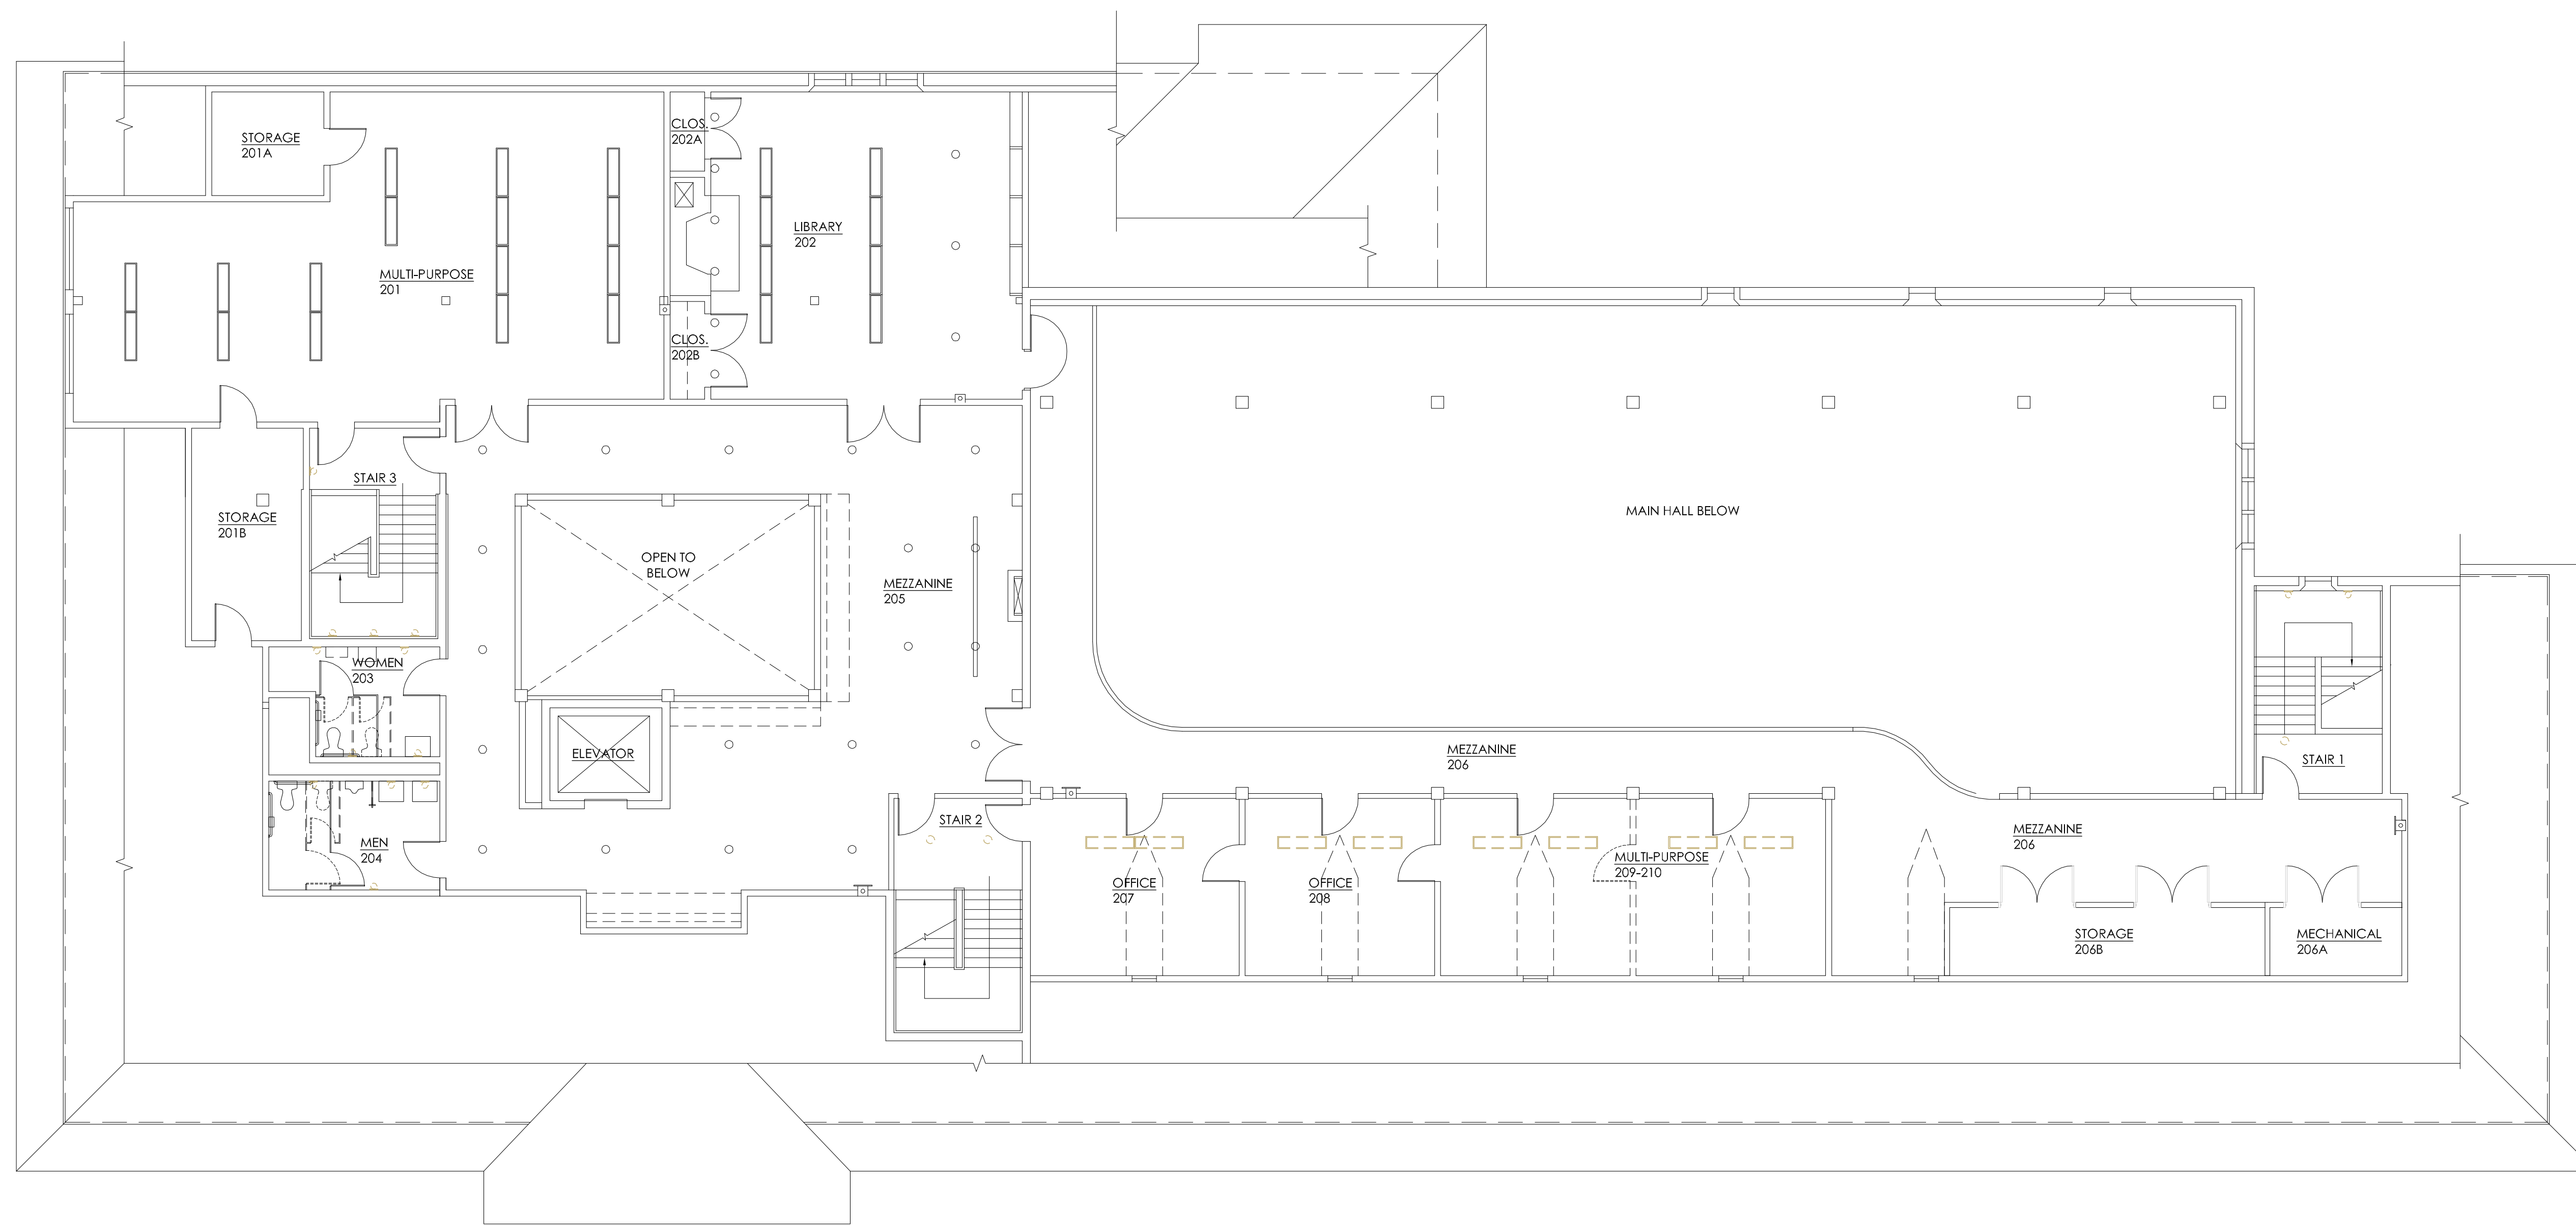 STORAGE
201A
CLOS.
202A
LIBRARY
202
MULTI-PURPOSE
201
CLOS.
202B
STAIR 3
STORAGE
201B
OPEN TO
BELOW
MEZZANINE
205
MAIN HALL BELOW
WOMEN
203
ELEVATOR
MEZZANINE
206
STAIR 1
STAIR 2
MEN
204
MEZZANINE
206
OFFICE
207
OFFICE
208
MULTI-PURPOSE
209-210
STORAGE
206B
MECHANICAL
206A